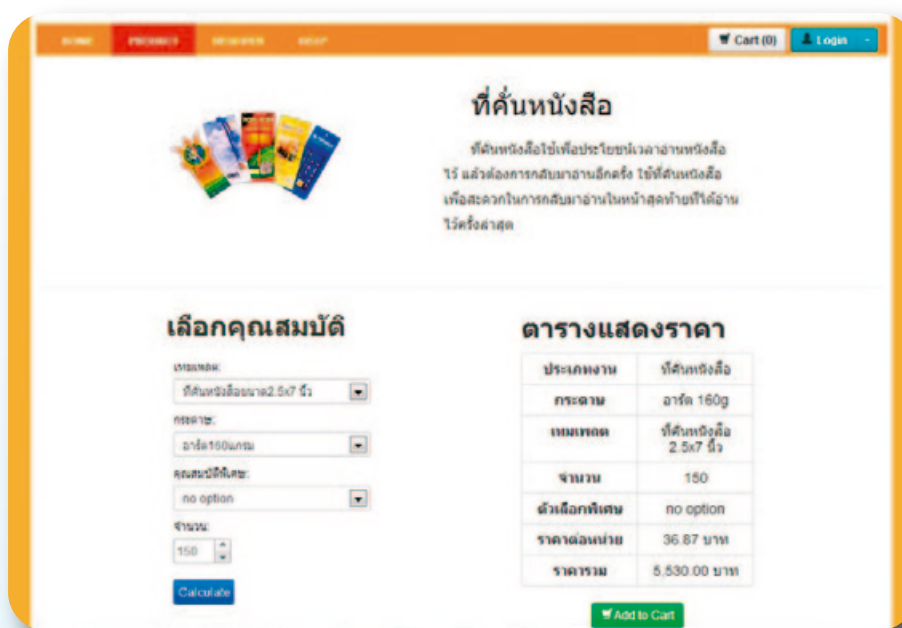 HOME PRODUCT DESIGNER HELP
Cart (0) Login
ที่คั่นหนังสือ
ที่คั่นหนังสือใช้เพื่อประโยชน์เวลาอ่านหนังสือ
ไว้ แล้วต้องการกลับมาอ่านอีกครั้ง ใช้ที่คั่นหนังสือ
เพื่อสะดวกในการกลับมาอ่านในหน้าสุดท้ายที่ได้อ่าน
ไว้ครั้งล่าสุด
เลือกคุณสมบัติ
เทมเพลต:
ที่คั่นหนังสือขนาด2.5x7 นิ้ว
กระดาษ:
อาร์ต160แกรม
คุณสมบัติพิเศษ:
no option
จำนวน:
150
Calculate
ตารางแสดงราคา
ประเภทงาน ที่คั่นหนังสือ
กระดาษ อาร์ต 160g
เทมเพลต ที่คั่นหนังสือ
2.5x7 นิ้ว
จำนวน 150
ตัวเลือกพิเศษ no option
ราคาต่อหน่วย 36.87 บาท
ราคารวม 5,530.00 บาท
Add to Cart